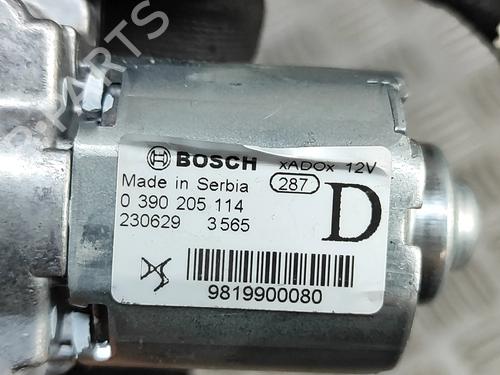 BOSCH xADOx 12V
Made in Serbia 287
0 390 205 114
230629 3565
D
9819900080
PARTS